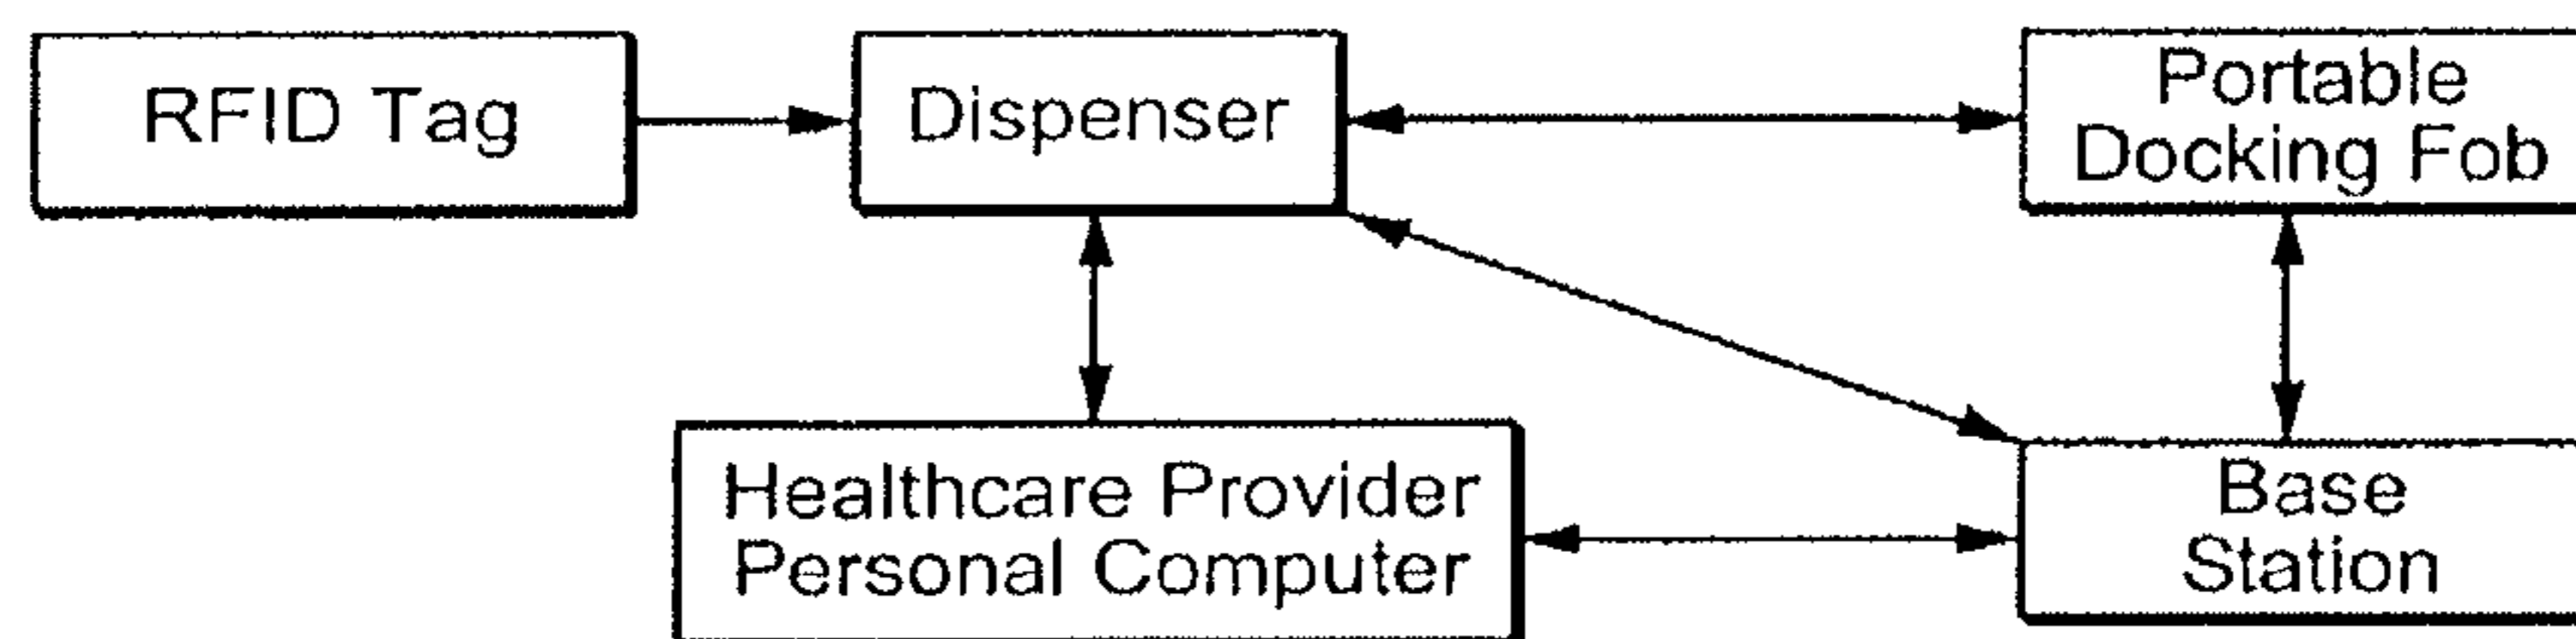 RFID Tag
Dispenser
Portable
Docking Fob
Healthcare Provider
Personal Computer
Base
Station